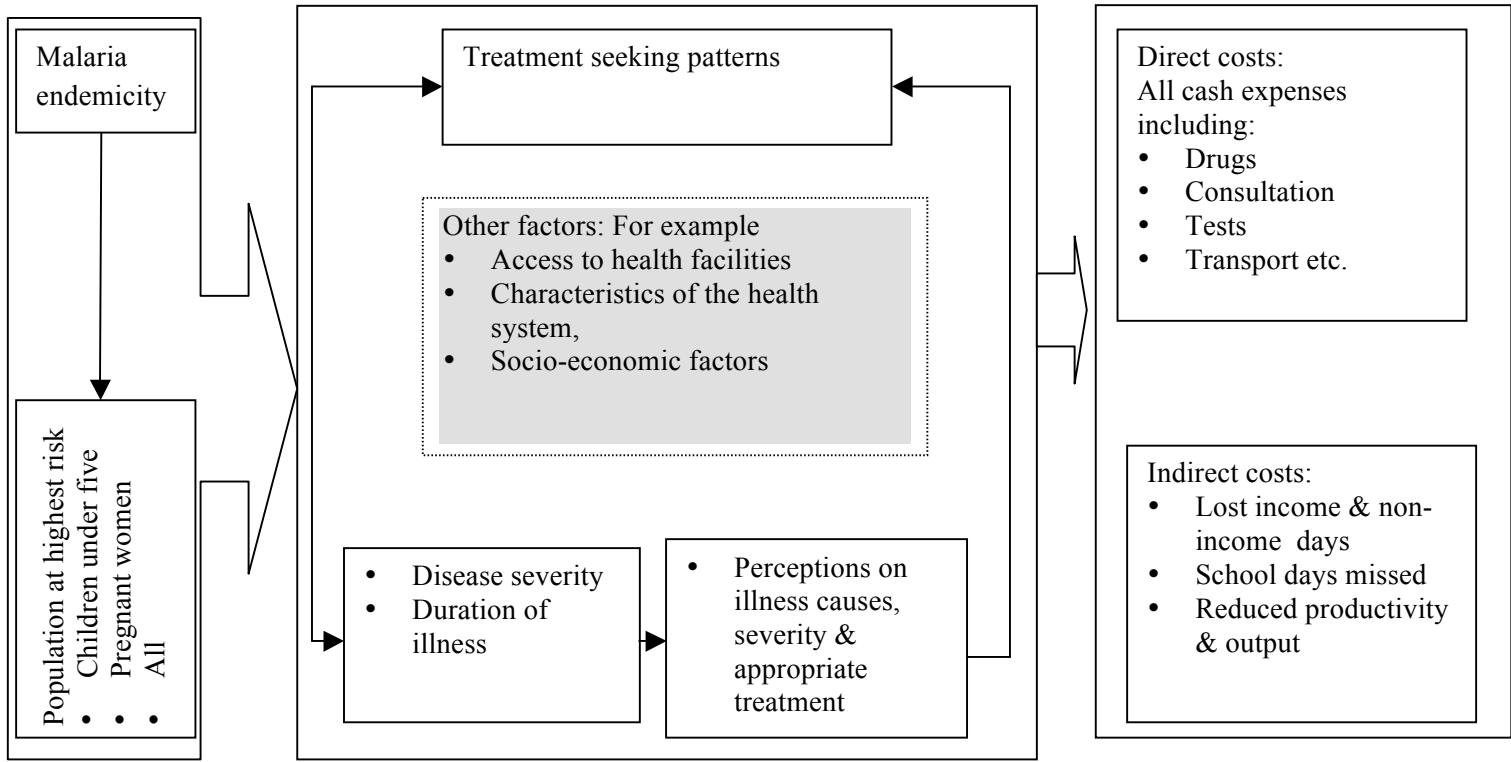 Malaria
endemicity
Population at highest risk
• Children under five
• Pregnant women
• All
Treatment seeking patterns
Other factors: For example
• Access to health facilities
• Characteristics of the health
system,
• Socio-economic factors
• Disease severity
• Duration of
illness
• Perceptions on
illness causes,
severity &
appropriate
treatment
Direct costs:
All cash expenses
including:
• Drugs
• Consultation
• Tests
• Transport etc.
Indirect costs:
• Lost income & non-
income days
• School days missed
• Reduced productivity
& output